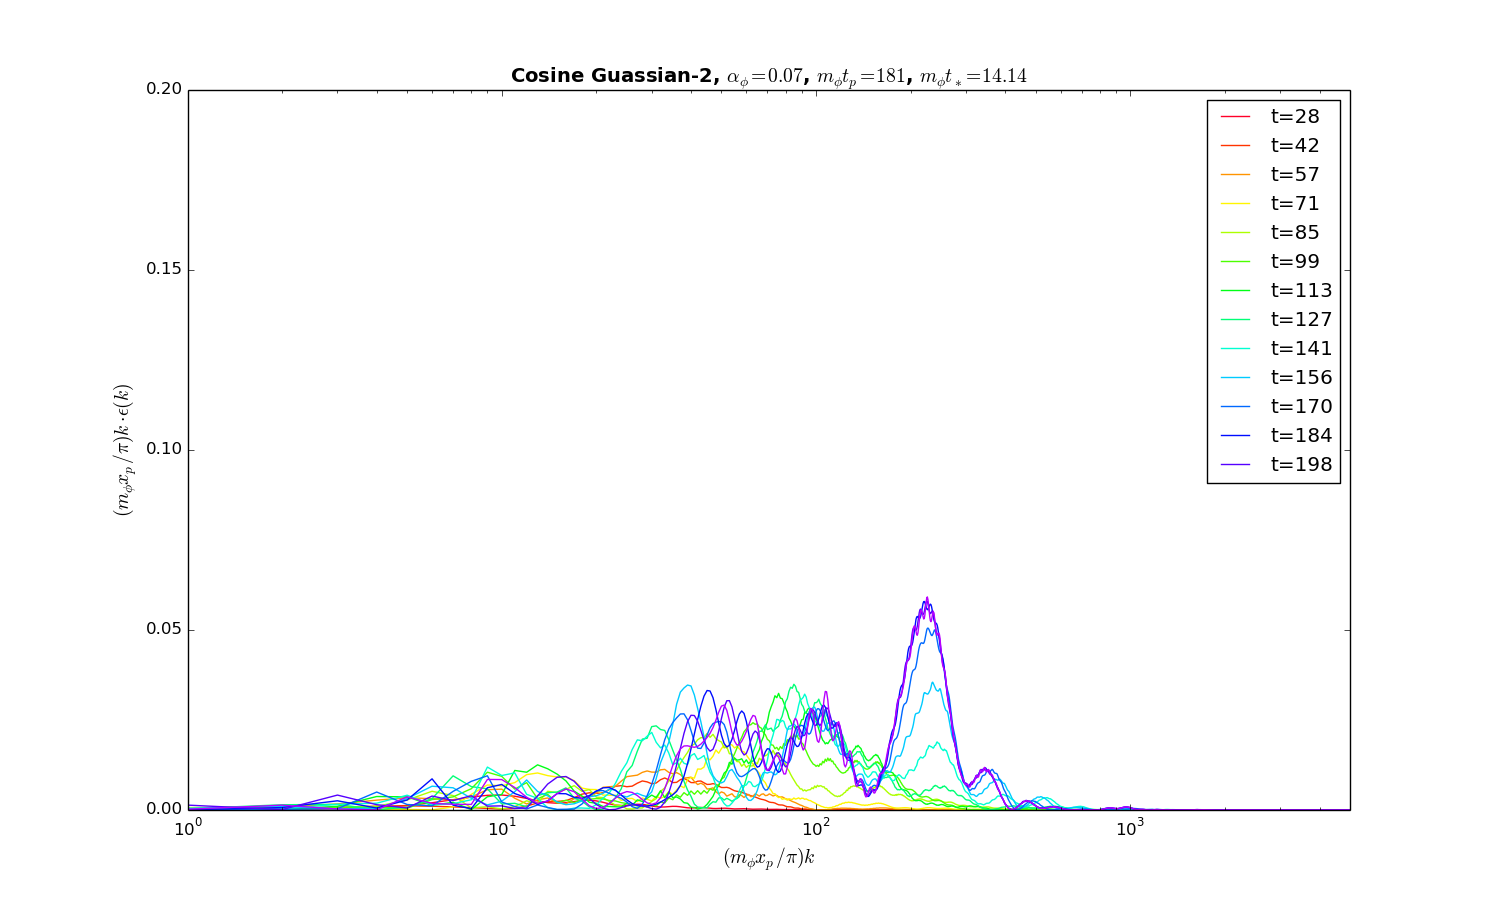 Cosine Guassian-2, α_ϕ=0.07, m_ϕt_p=181, m_ϕt_*=14.14
0.20
0.15
0.10
0.05
0.00
(m_ϕx_p/π)k·ϵ(k)
t=28
t=42
t=57
t=71
t=85
t=99
t=113
t=127
t=141
t=156
t=170
t=184
t=198
10^0
10^1
10^2
10^3
(m_ϕx_p/π)k